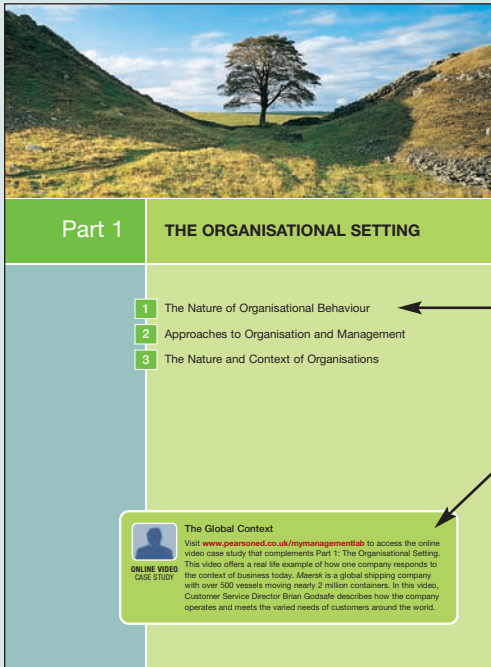 Part 1
THE ORGANISATIONAL SETTING
1 The Nature of Organisational Behaviour
2 Approaches to Organisation and Management
3 The Nature and Context of Organisations
The Global Context
Visit www.pearsoned.co.uk/mymanagementlab to access the online
video case study that complements Part 1: The Organisational Setting.
This video offers a real life example of how one company responds to
the context of business today. Maersk is a global shipping company
with over 500 vessels moving nearly 2 million containers. In this video,
Customer Service Director Brian Godsafe describes how the company
operates and meets the varied needs of customers around the world.
ONLINE VIDEO
CASE STUDY